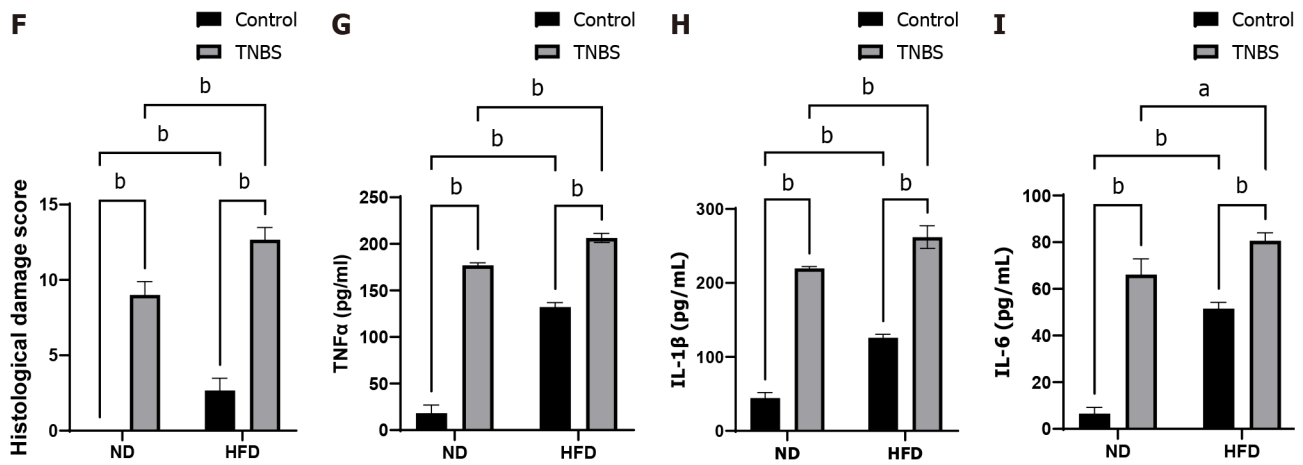 F
Control
TNBS
b
b
b
b
Histological damage score
15
10
5
0
ND
HFD
G
Control
TNBS
b
b
b
b
TNFα (pg/ml)
250
200
150
100
50
0
ND
HFD
H
Control
TNBS
b
b
b
b
IL-1β (pg/mL)
300
200
100
0
ND
HFD
I
Control
TNBS
a
b
b
b
IL-6 (pg/mL)
100
80
60
40
20
0
ND
HFD